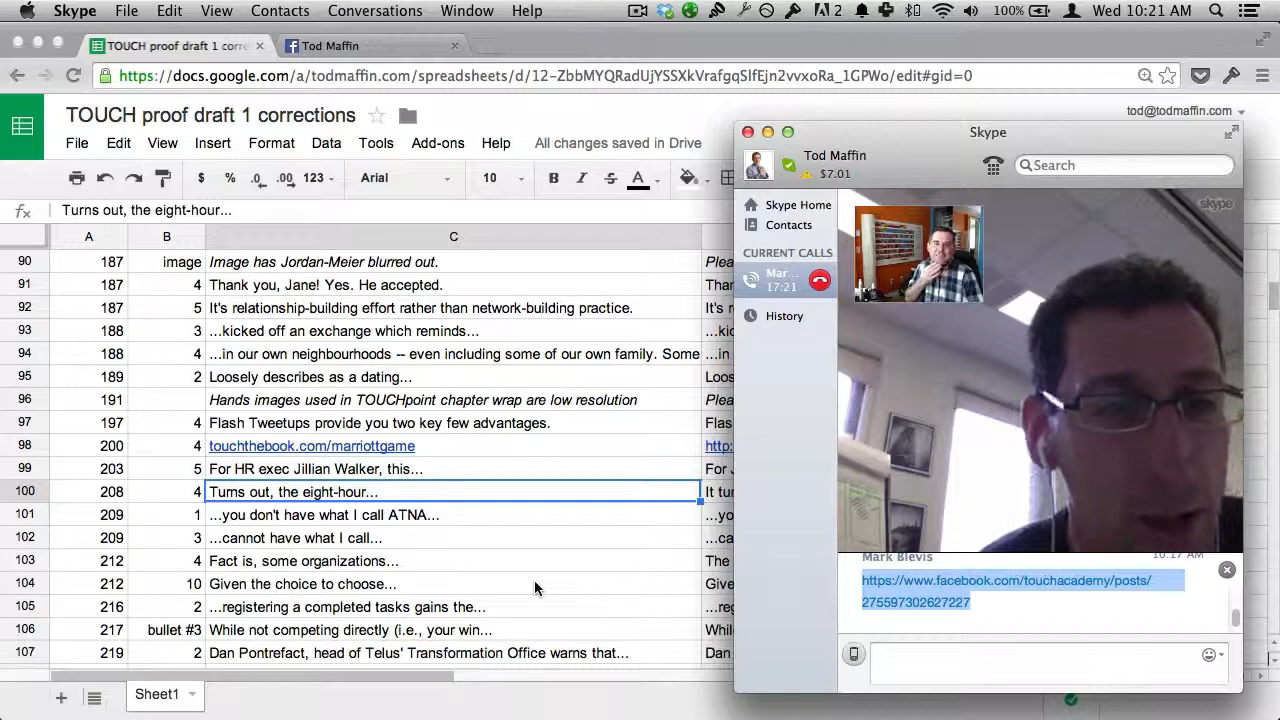 Skype File Edit View Contacts Conversations Window Help 2 100% Wed 10:21 AM
TOUCH proof draft 1 corre × Tod Maffin ×
https://docs.google.com/a/todmaffin.com/spreadsheets/d/12-ZbbMYQRadUjYSSXkVrafgqSlfEjn2vvooRa_1GPWo/edit#gid=0
TOUCH proof draft 1 corrections
tod@todmaffin.com
File Edit View Insert Format Data Tools Add-ons Help All changes saved in Drive
$ % .0 .00 123 Arial 10 B I S A
fx Turns out, the eight-hour...
A B C
90 187 image Image has Jordan-Meier blurred out. Plea
91 187 4 Thank you, Jane! Yes. He accepted. Than
92 187 5 It's relationship-building effort rather than network-building practice. It's r
93 188 3 ...kicked off an exchange which reminds... ...kic
94 188 4 ...in our own neighbourhoods -- even including some of our own family. Some ...in
95 189 2 Loosely describes as a dating... Loos
96 191 Hands images used in TOUCHpoint chapter wrap are low resolution Plea
97 197 4 Flash Tweetups provide you two key few advantages. Flas
98 200 4 touchthebook.com/marriottgame http:
99 203 5 For HR exec Jillian Walker, this... For J
100 208 4 Turns out, the eight-hour... It tur
101 209 1 ...you don't have what I call ATNA... ...yo
102 209 3 ...cannot have what I call... ...ca
103 212 4 Fact is, some organizations... The
104 212 10 Given the choice to choose... Give
105 216 2 ...registering a completed tasks gains the... ...reg
106 217 bullet #3 While not competing directly (i.e., your win... Whil
107 219 2 Dan Pontrefact, head of Telus' Transformation Office warns that... Dan
Sheet1
Skype
Tod Maffin
$7.01
Search
Skype Home
Contacts
CURRENT CALLS
Mar...
17:21
History
skype
Mark Blevis 10:17 AM
https://www.facebook.com/touchacademy/posts/
275597302627227